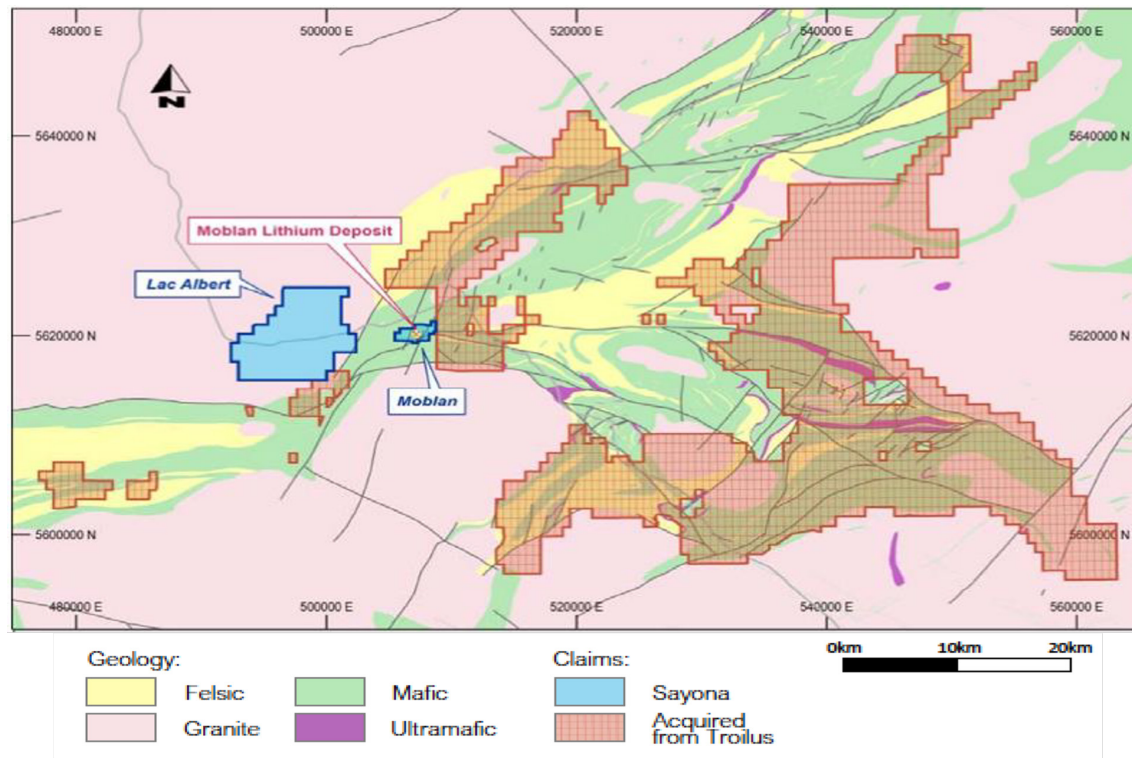 480000 E
500000 E
520000 E
540000 E
560000 E
N
5640000 N
5640000 N
Moblan Lithium Deposit
Lac Albert
5620000 N
5620000 N
Moblan
5600000 N
5600000 N
480000 E
500000 E
520000 E
540000 E
560000 E
0km
10km
20km
Geology:
Claims:
Felsic
Mafic
Sayona
Granite
Ultramafic
Acquired
from Troilus